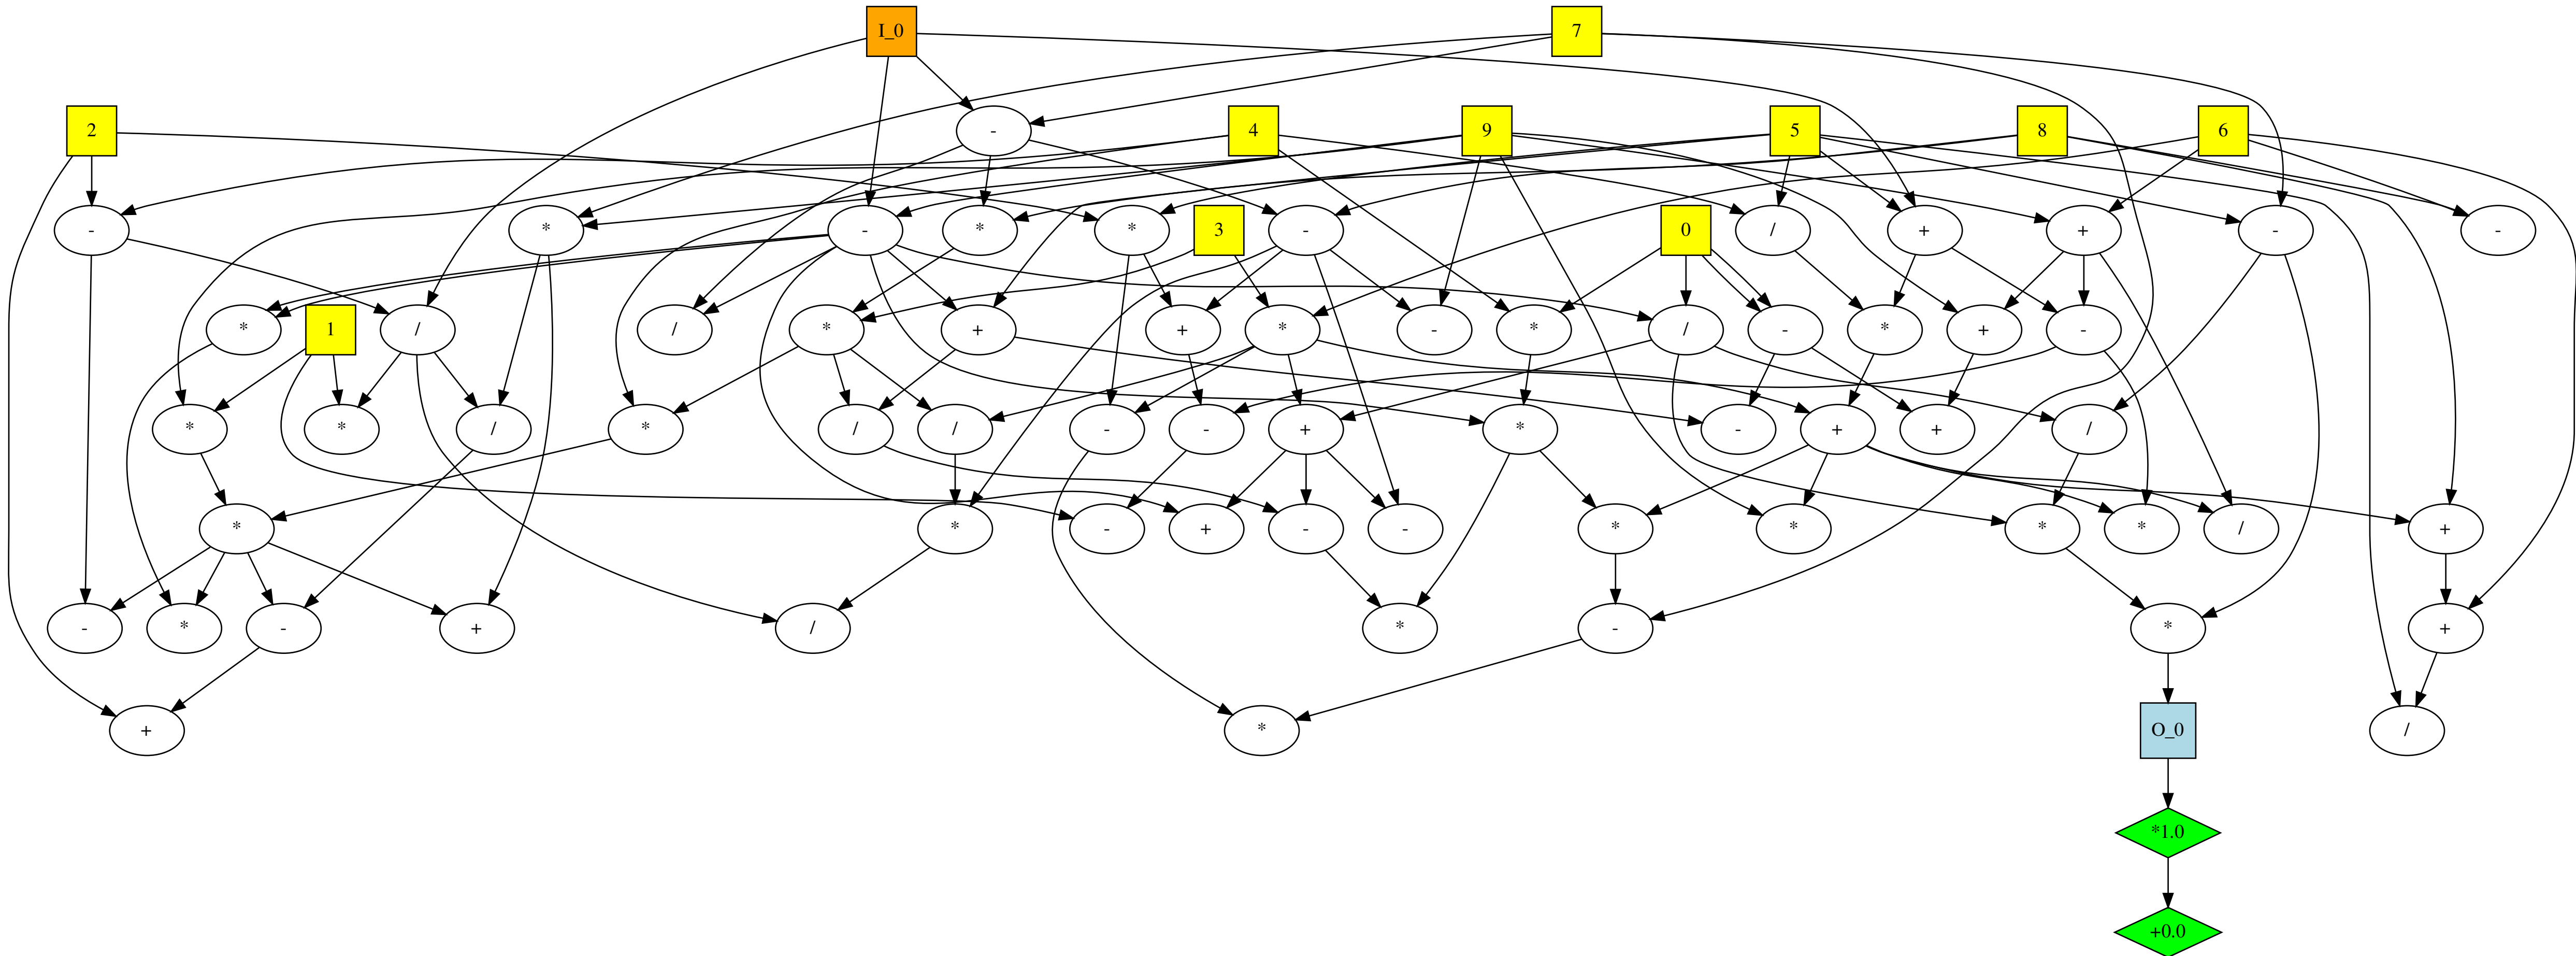 I_0 7
2 - 4 9 5 8 6
- * - * * 3 - 0 / + + - -
* 1 / / * + + * - * / - * + -
* * / * / / - - + * - + + /
* * - + - - * * * * / +
- * - + / * - * +
+ * O_0 /
*1.0
+0.0